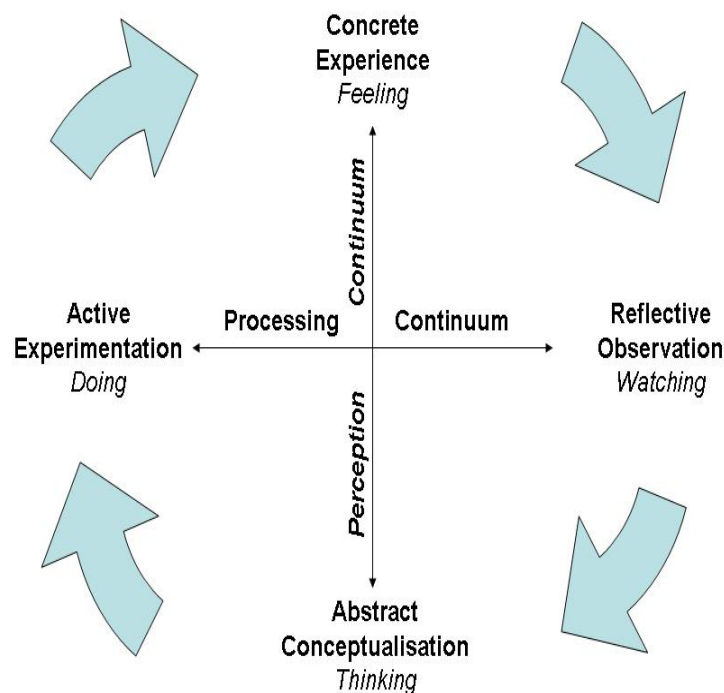 Concrete
Experience
Feeling
Continuum
Active
Experimentation
Doing
Processing
Continuum
Reflective
Observation
Watching
Perception
Abstract
Conceptualisation
Thinking